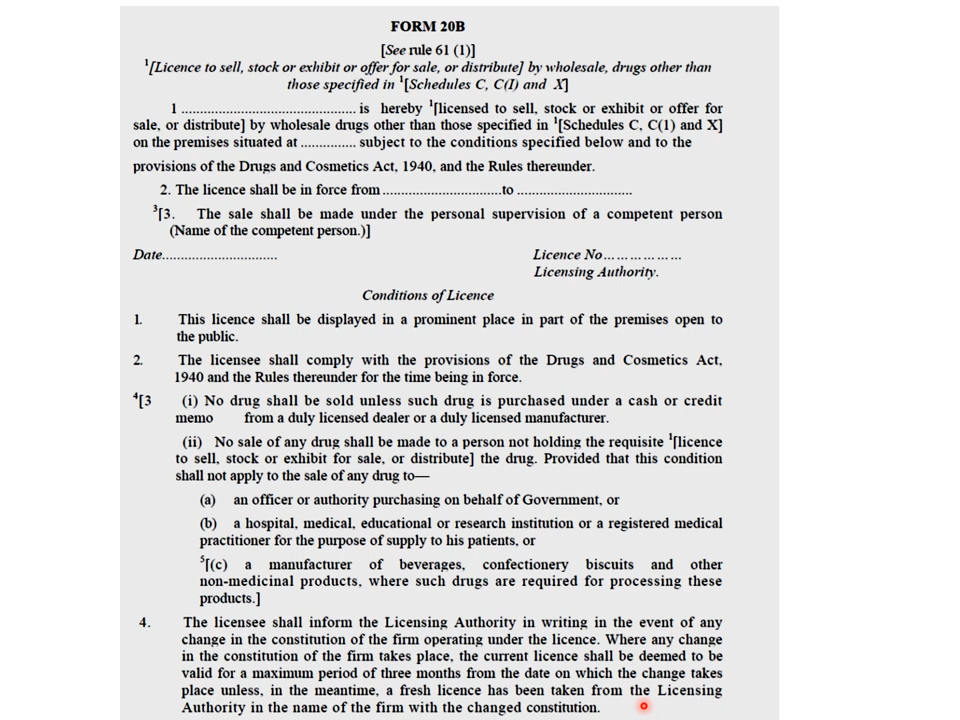 FORM 20B
[See rule 61 (1)]
1[Licence to sell, stock or exhibit or offer for sale, or distribute] by wholesale, drugs other than
those specified in 1[Schedules C, C(I) and X]
1 .............................................. is hereby 1[licensed to sell, stock or exhibit or offer for
sale, or distribute] by wholesale drugs other than those specified in 1[Schedules C, C(1) and X]
on the premises situated at .............. subject to the conditions specified below and to the
provisions of the Drugs and Cosmetics Act, 1940, and the Rules thereunder.
2. The licence shall be in force from ...............................to ..............................
3[3. The sale shall be made under the personal supervision of a competent person
(Name of the competent person.)]
Date............................... Licence No..................
Licensing Authority.
Conditions of Licence
1. This licence shall be displayed in a prominent place in part of the premises open to
the public.
2. The licensee shall comply with the provisions of the Drugs and Cosmetics Act,
1940 and the Rules thereunder for the time being in force.
4[3 (i) No drug shall be sold unless such drug is purchased under a cash or credit
memo from a duly licensed dealer or a duly licensed manufacturer.
(ii) No sale of any drug shall be made to a person not holding the requisite 1[licence
to sell, stock or exhibit for sale, or distribute] the drug. Provided that this condition
shall not apply to the sale of any drug to—
(a) an officer or authority purchasing on behalf of Government, or
(b) a hospital, medical, educational or research institution or a registered medical
practitioner for the purpose of supply to his patients, or
5[(c) a manufacturer of beverages, confectionery biscuits and other
non-medicinal products, where such drugs are required for processing these
products.]
4. The licensee shall inform the Licensing Authority in writing in the event of any
change in the constitution of the firm operating under the licence. Where any change
in the constitution of the firm takes place, the current licence shall be deemed to be
valid for a maximum period of three months from the date on which the change takes
place unless, in the meantime, a fresh licence has been taken from the Licensing
Authority in the name of the firm with the changed constitution.